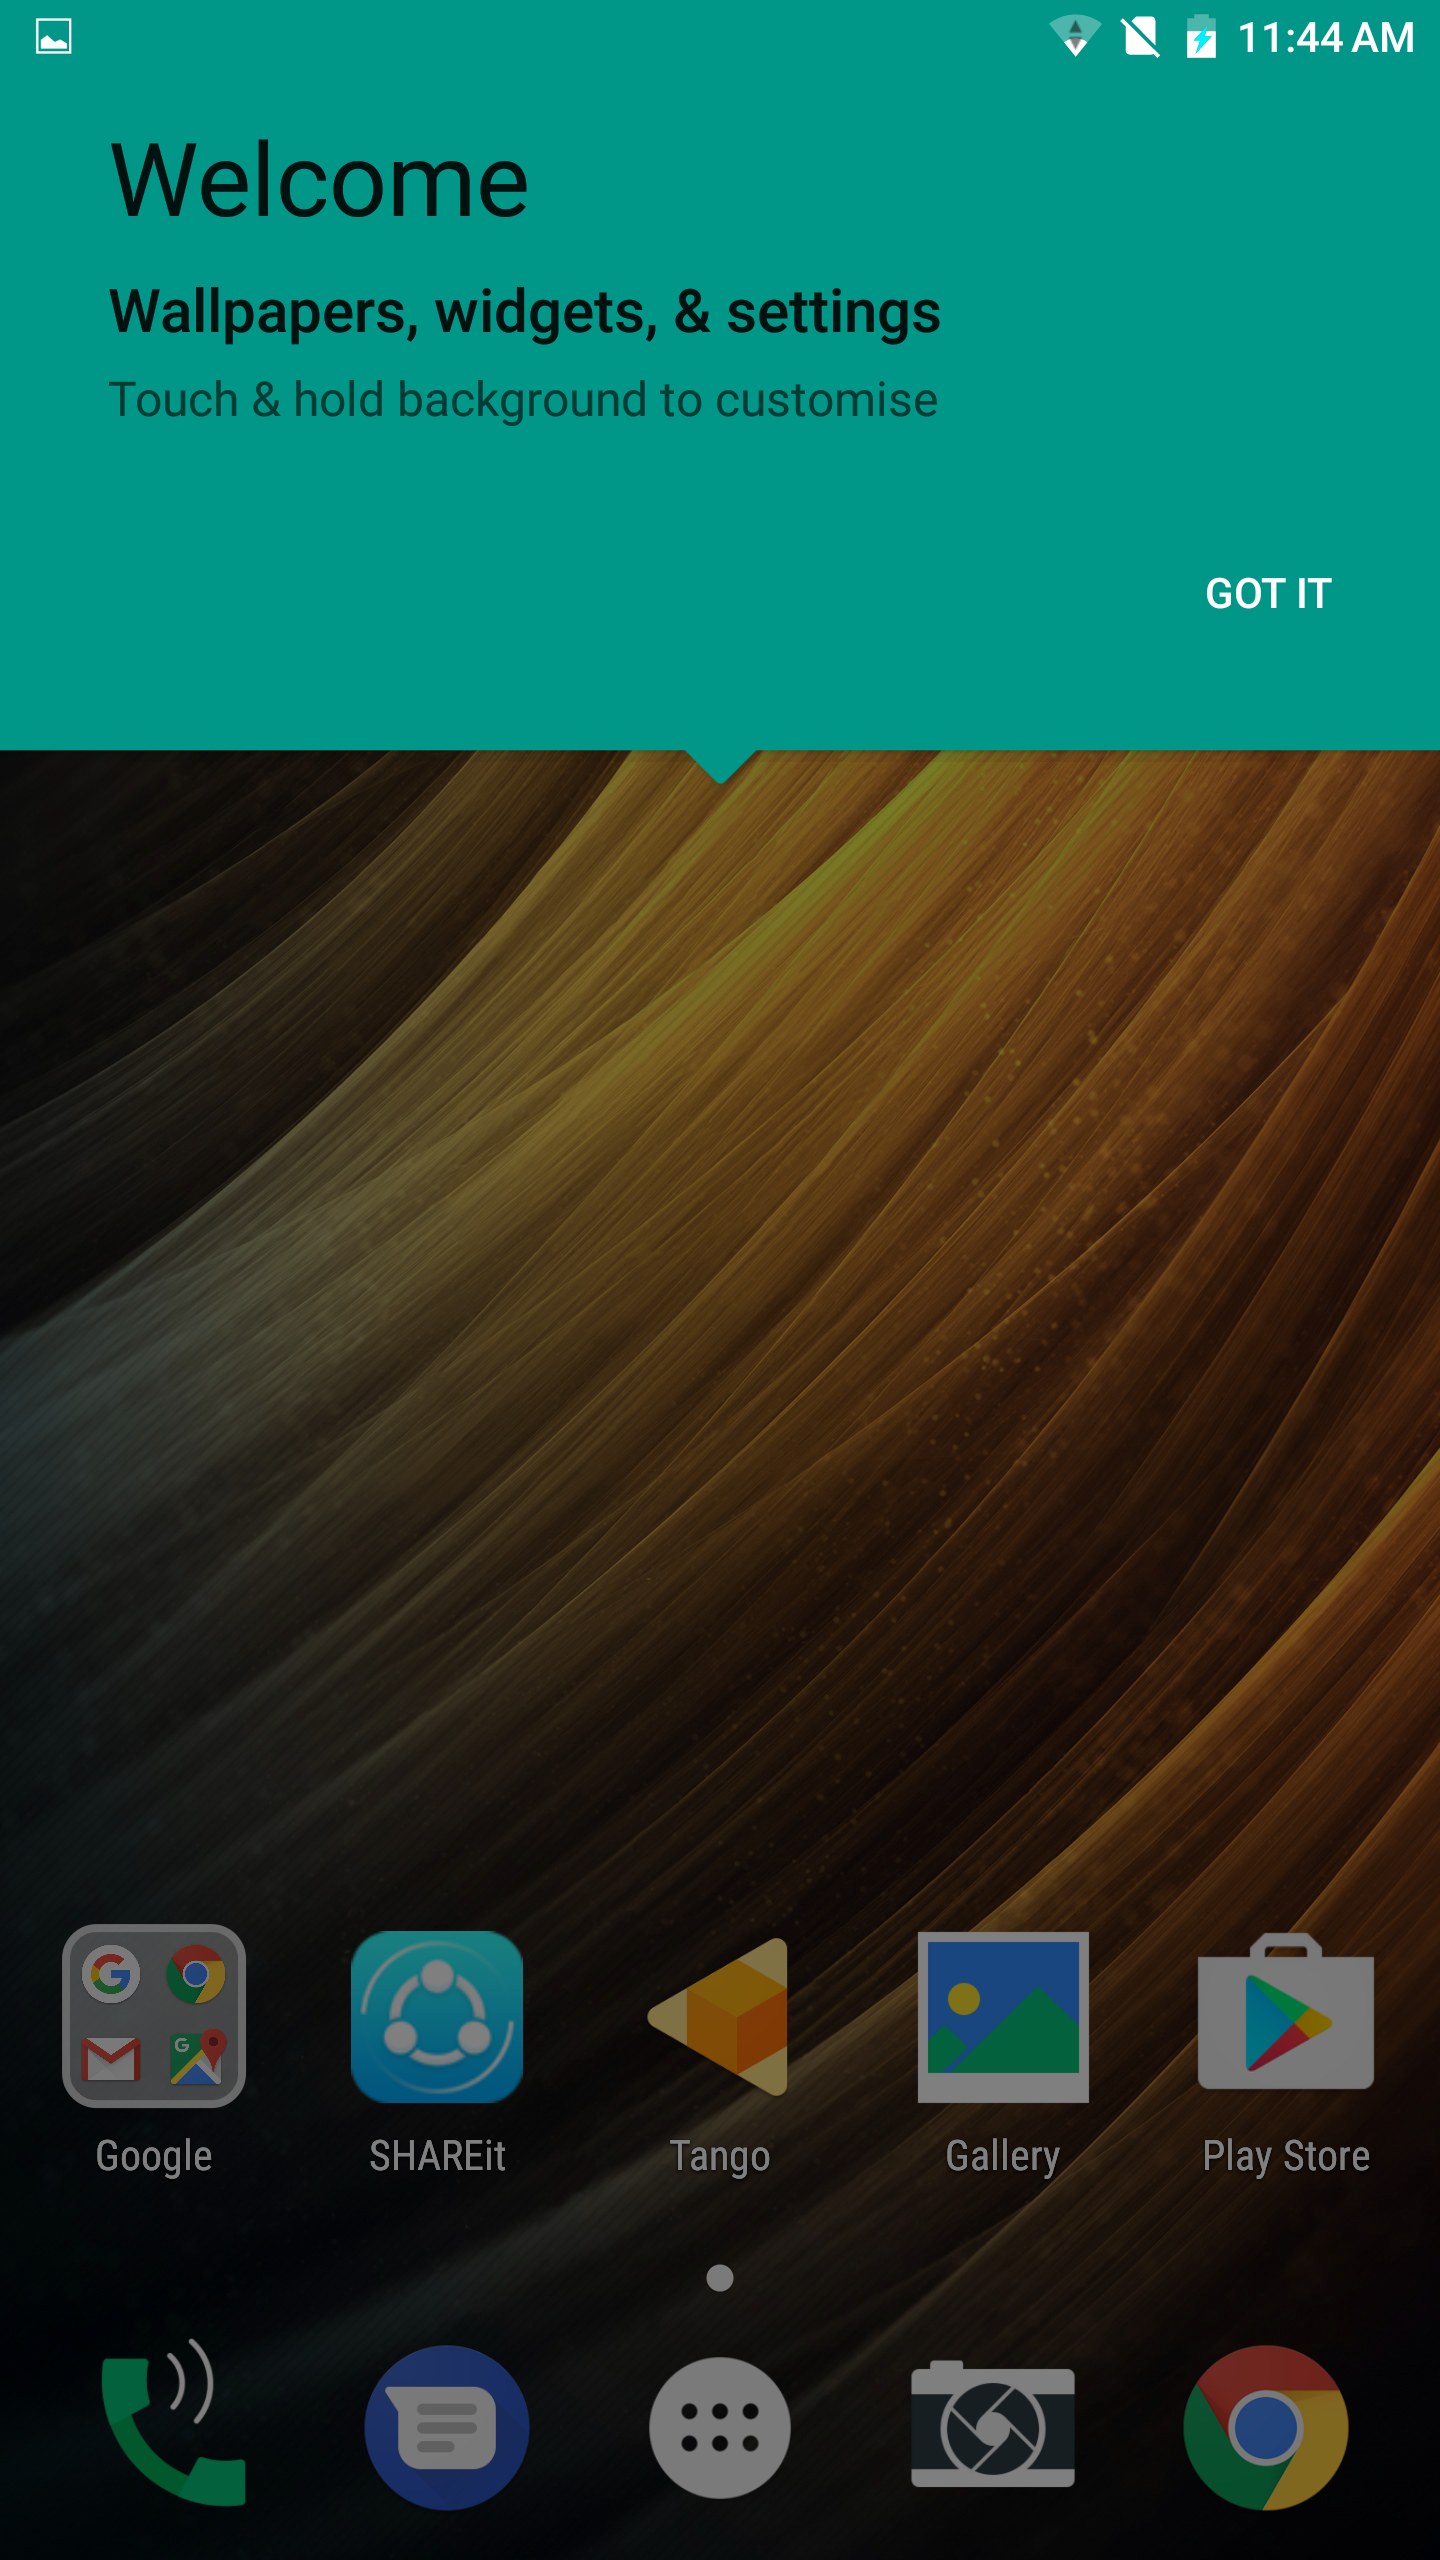 11:44 AM
Welcome
Wallpapers, widgets, & settings
Touch & hold background to customise
GOT IT
Google
SHAREit
Tango
Gallery
Play Store